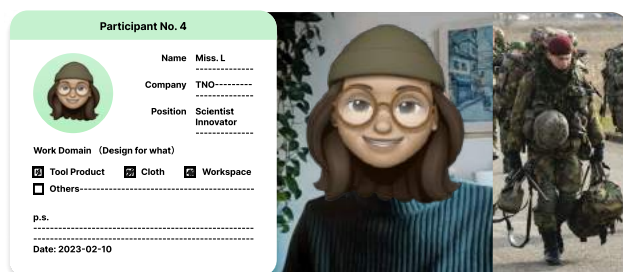 Participant No. 4
Name Miss. L
Company TNO---------
Position Scientist
Innovator
Work Domain （Design for what）
Tool Product Cloth Workspace
Others
p.s.
Date: 2023-02-10